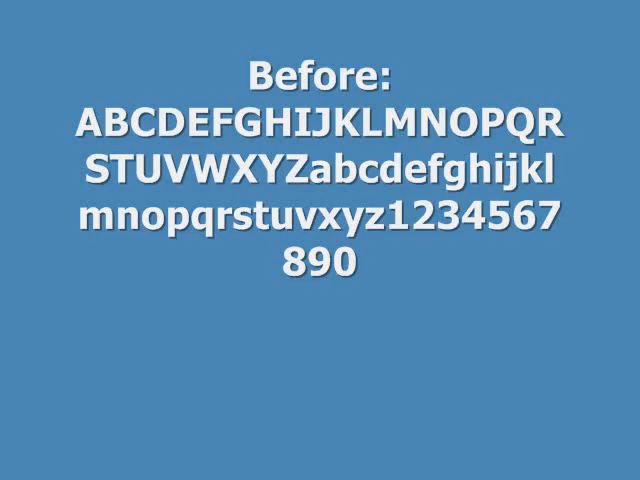 Before:
ABCDEFGHIJKLMNOPQR
STUVWXYZabcdefghijkl
mnopqrstuvxyz1234567
890